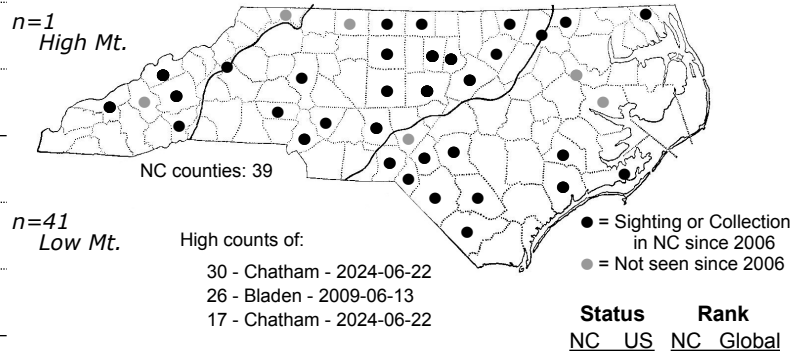 n=1
High Mt.
NC counties: 39
n=41
Low Mt.
High counts of:
30 - Chatham - 2024-06-22
26 - Bladen - 2009-06-13
17 - Chatham - 2024-06-22
● = Sighting or Collection
in NC since 2006
● = Not seen since 2006
Status Rank
NC US NC Global